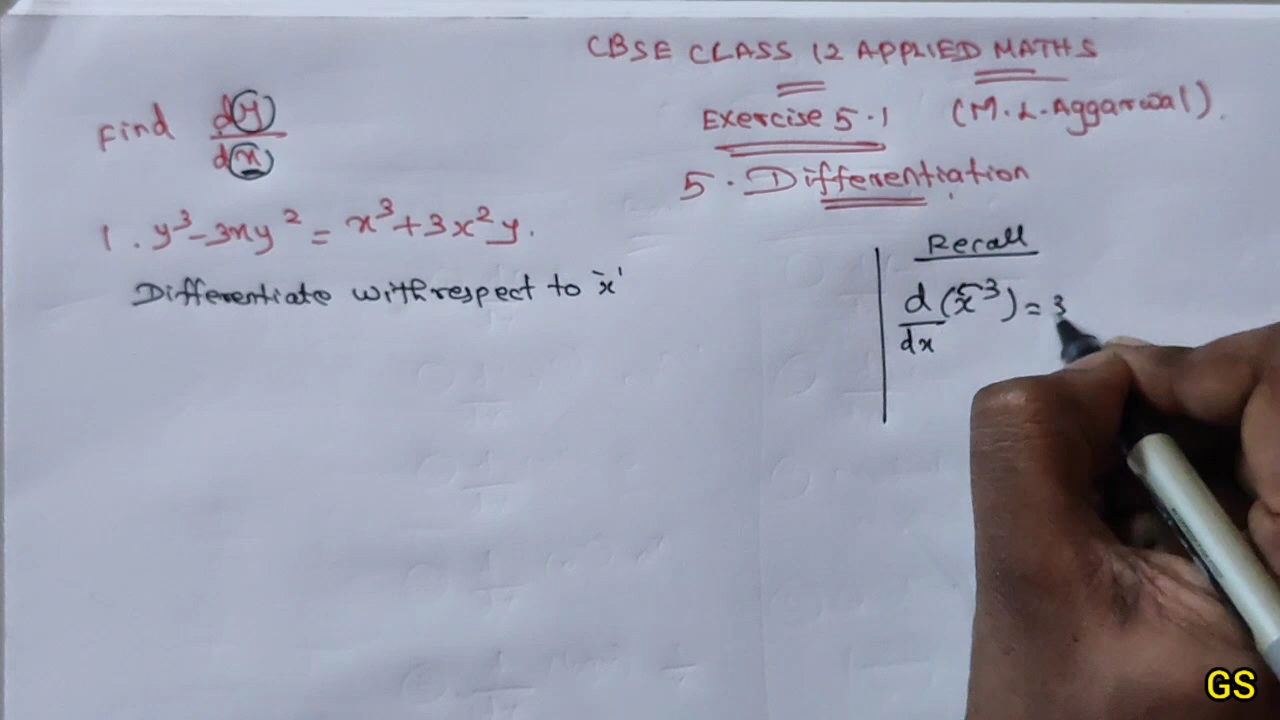 CBSE CLASS 12 APPLIED MATHS
Exercise 5.1 (M.L.Aggarwal).
5. Differentiation
Find dy/dx
1. y³-3xy² = x³+3x²y.
Differentiate with respect to 'x'
Recall
d/dx (x³) = 3
GS